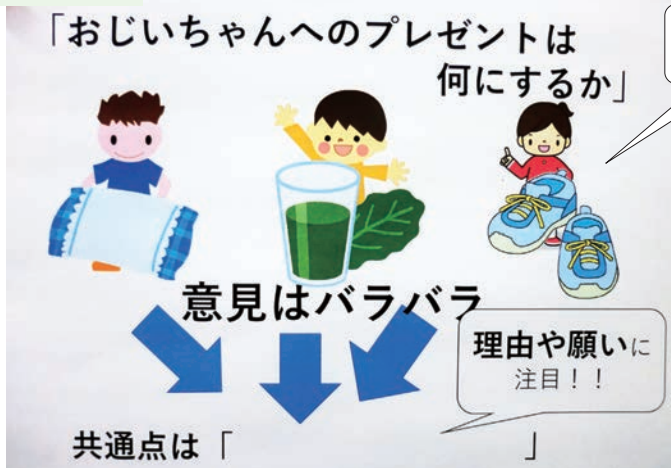 「おじいちゃんへのプレゼントは
何にするか」
意見はバラバラ
理由や願いに
注目！！
共通点は「　　　　　　　　」